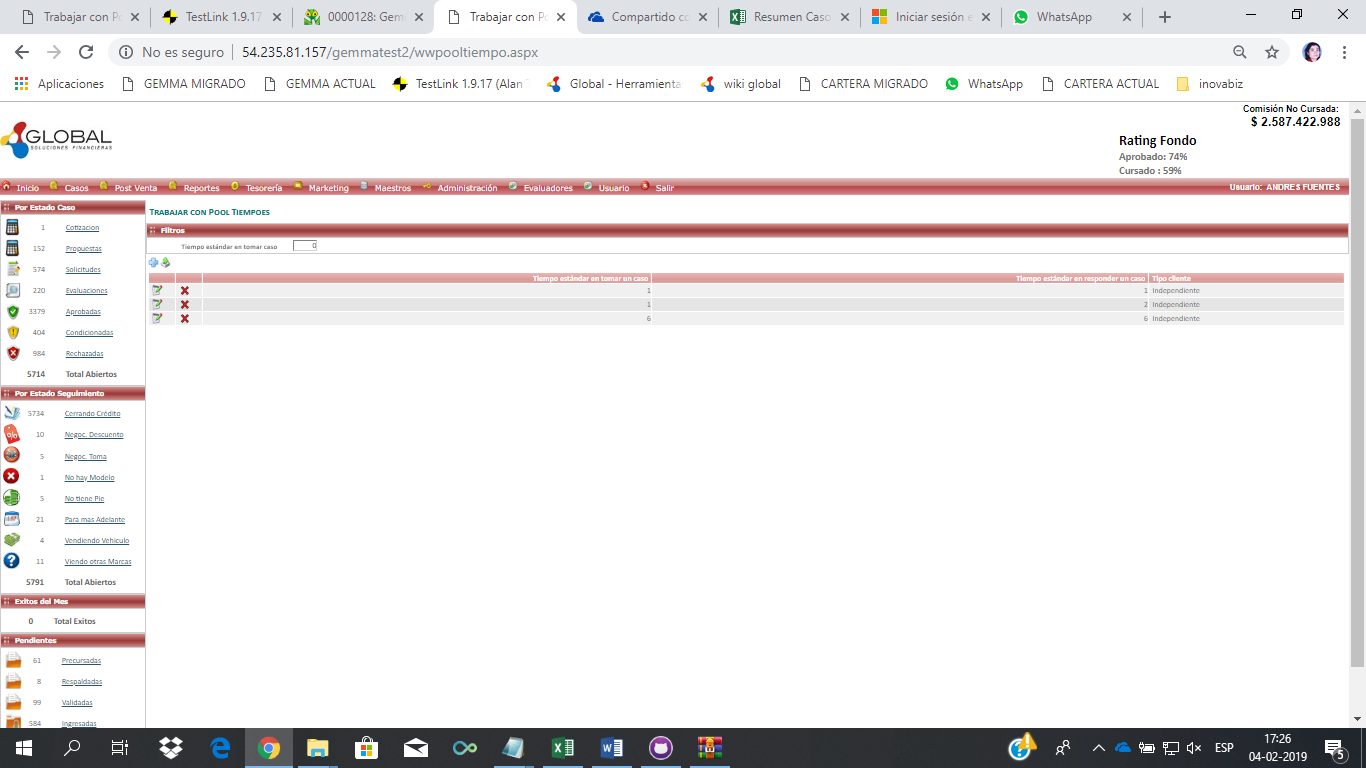 Trabajar con Po
TestLink 1.9.17
0000128: Gem
Trabajar con Po
Compartido co
Resumen Caso
Iniciar sesión e
WhatsApp
No es seguro
54.235.81.157/gemmatest2/wwpooltiempo.aspx
Aplicaciones
GEMMA MIGRADO
GEMMA ACTUAL
TestLink 1.9.17 (Alan
Global - Herramienta
wiki global
CARTERA MIGRADO
WhatsApp
CARTERA ACTUAL
inovabiz
Comisión No Cursada:
$ 2.587.422.988
GLOBAL
SOLUCIONES FINANCIERAS
Rating Fondo
Aprobado: 74%
Cursado : 59%
Inicio Casos Post Venta Reportes Tesorería Marketing Maestros Administración Evaluadores Usuario Salir
Usuario: ANDRES FUENTES
Por Estado Caso
1 Cotizacion
152 Propuestas
574 Solicitudes
220 Evaluaciones
3379 Aprobadas
404 Condicionadas
984 Rechazadas
5714 Total Abiertos
Por Estado Seguimiento
5734 Cerrando Crédito
10 Negoc. Descuento
5 Negoc. Toma
1 No hay Modelo
5 No tiene Pie
21 Para mas Adelante
4 Vendiendo Vehiculo
11 Viendo otras Marcas
5791 Total Abiertos
Exitos del Mes
0 Total Exitos
Pendientes
61 Precursadas
8 Respaldadas
99 Validadas
584 Ingresadas
TRABAJAR CON POOL TIEMPOES
Filtros
Tiempo estándar en tomar caso 0
Tiempo estándar en tomar un caso Tiempo estándar en responder un caso Tipo cliente
1 1 Independiente
1 2 Independiente
6 6 Independiente
ESP
17:26
04-02-2019
5